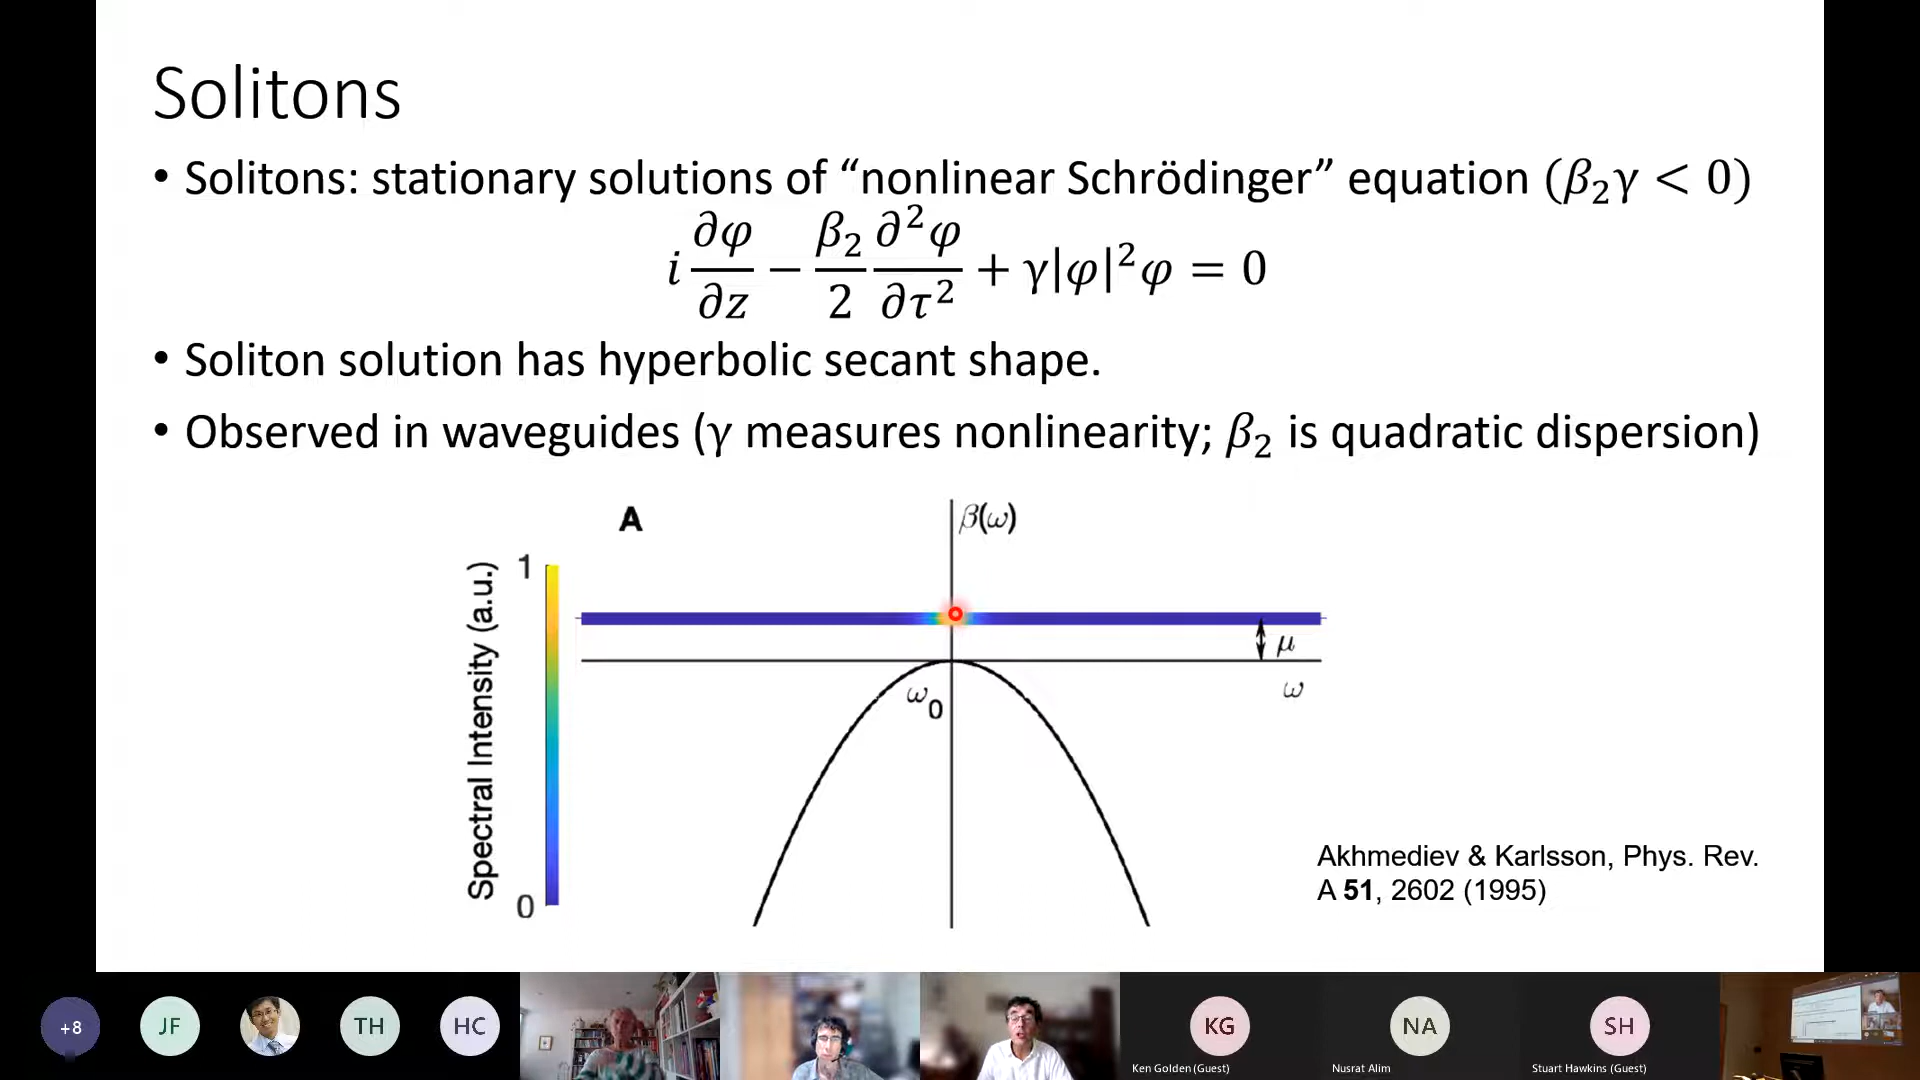 Solitons
• Solitons: stationary solutions of “nonlinear Schrödinger” equation (β₂γ < 0)
i ∂φ/∂z − β₂/2 ∂²φ/∂τ² + γ|φ|²φ = 0
• Soliton solution has hyperbolic secant shape.
• Observed in waveguides (γ measures nonlinearity; β₂ is quadratic dispersion)
A
β(ω)
Spectral Intensity (a.u.)
1
0
μ
ω
ω₀
Akhmediev & Karlsson, Phys. Rev.
A 51, 2602 (1995)
+8
JF
TH
HC
KG
NA
SH
Ken Golden (Guest)
Nusrat Alim
Stuart Hawkins (Guest)